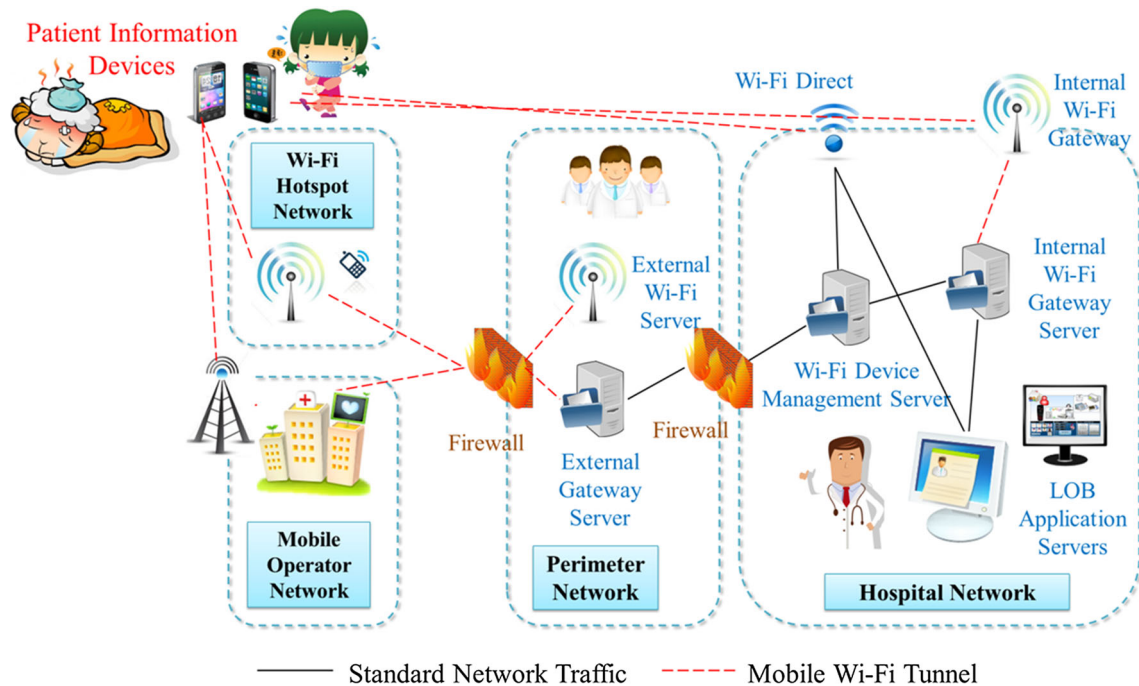 Patient Information
Devices
Wi-Fi Direct
Internal
Wi-Fi
Gateway
Wi-Fi
Hotspot
Network
External
Wi-Fi
Server
Internal
Wi-Fi
Gateway
Server
Wi-Fi Device
Management Server
Firewall
Firewall
External
Gateway
Server
LOB
Application
Servers
Mobile
Operator
Network
Perimeter
Network
Hospital Network
Standard Network Traffic
Mobile Wi-Fi Tunnel